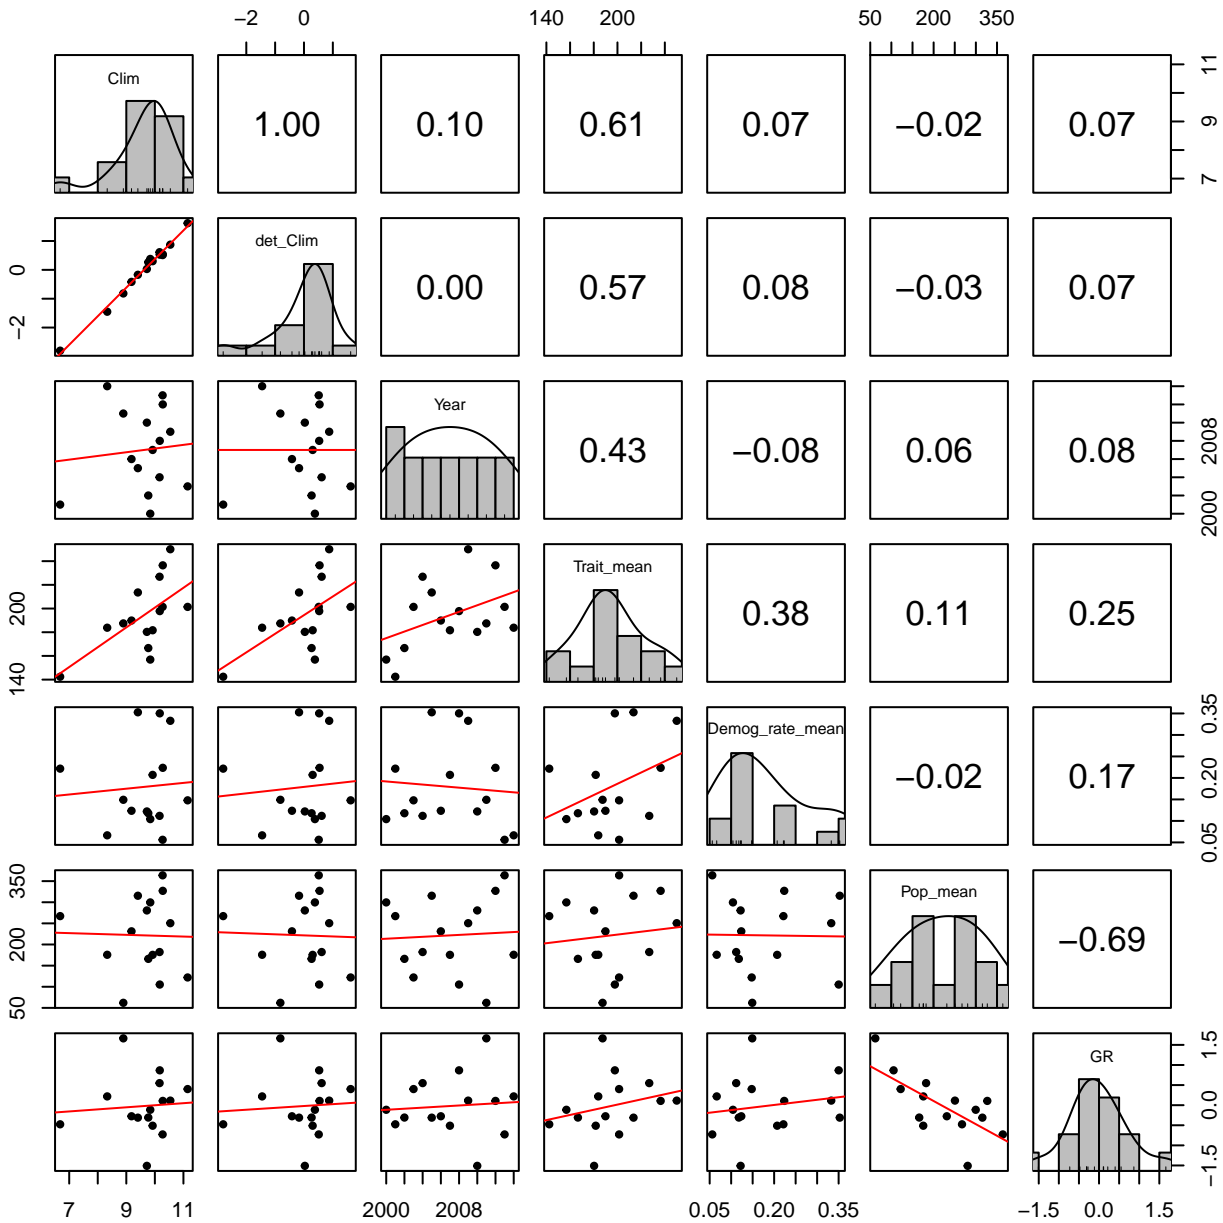 −2 0 140 200 50 200 350
Clim 1.00 0.10 0.61 0.07 −0.02 0.07 7 9 11
−2 0 det_Clim 0.00 0.57 0.08 −0.03 0.07
Year 0.43 −0.08 0.06 0.08 2000 2008
140 200 Trait_mean 0.38 0.11 0.25
Demog_rate_mean −0.02 0.17 0.05 0.20 0.35
50 200 350 Pop_mean −0.69
GR −1.5 0.0 1.5
7 9 11 2000 2008 0.05 0.20 0.35 −1.5 0.0 1.5